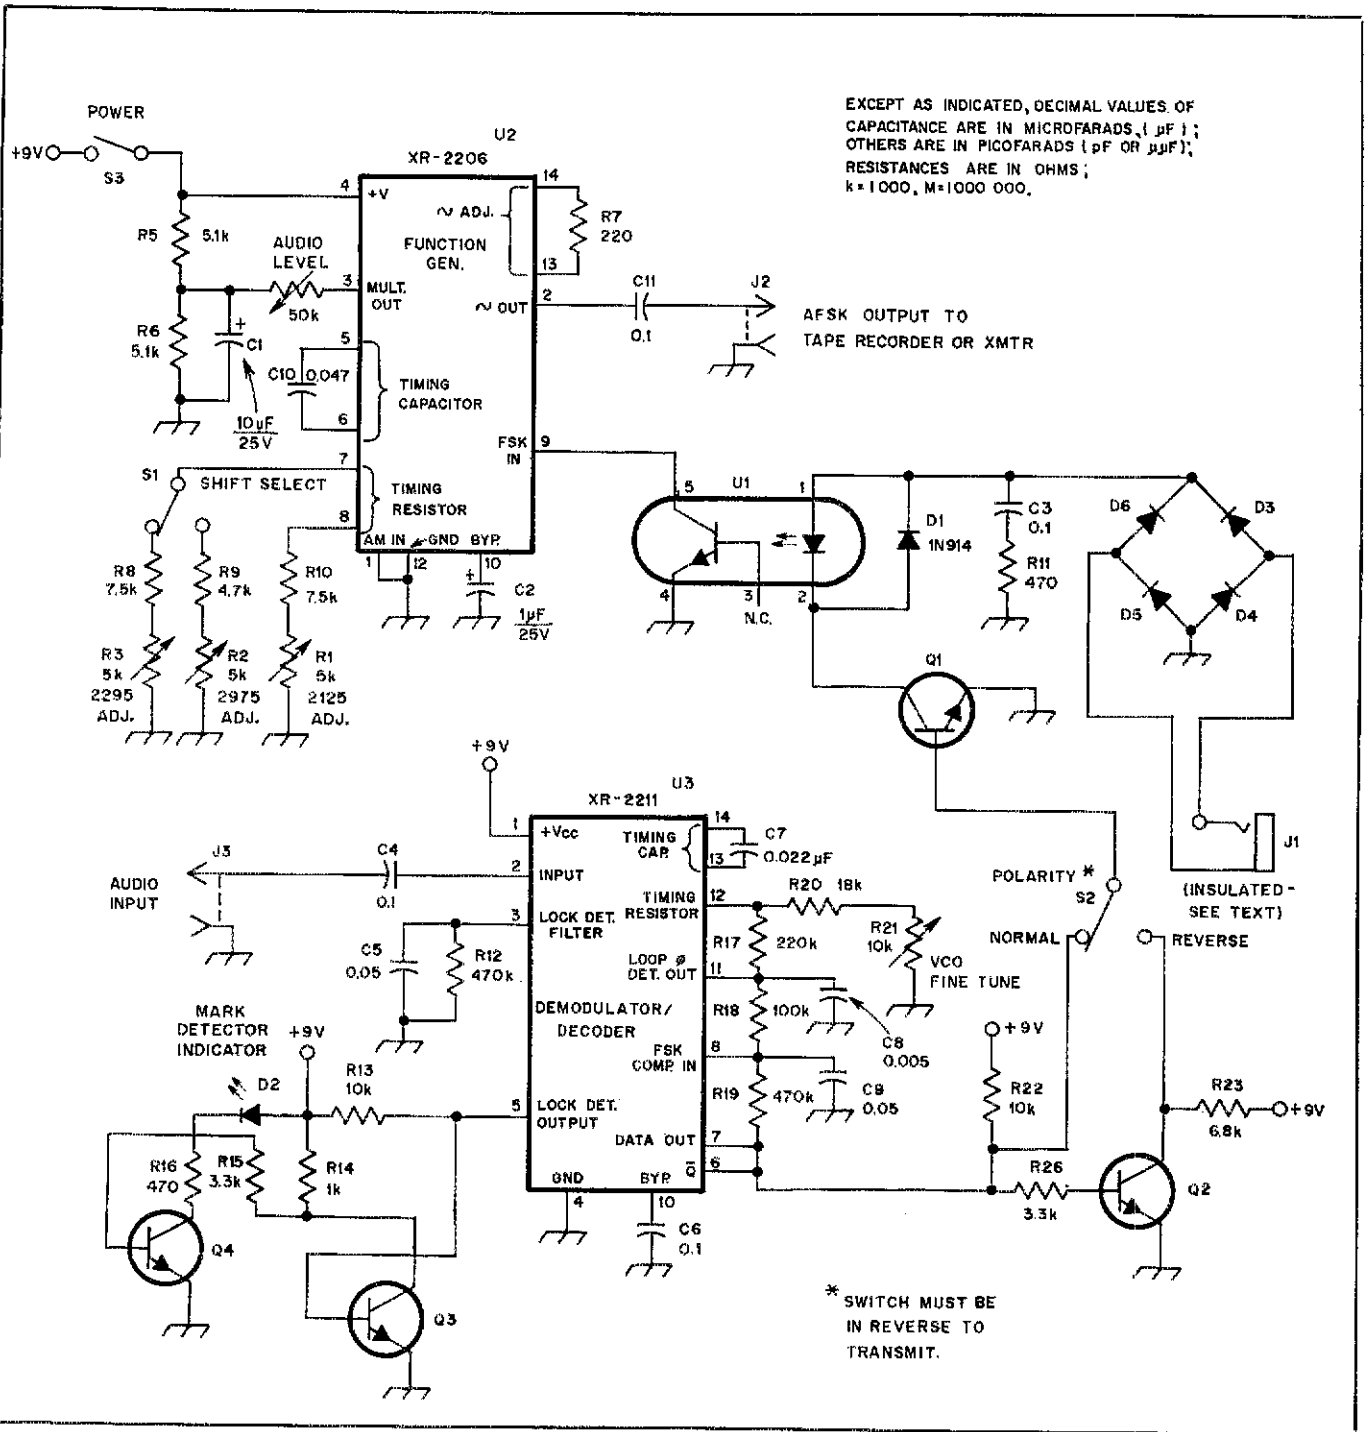 EXCEPT AS INDICATED, DECIMAL VALUES OF
CAPACITANCE ARE IN MICROFARADS ( µF );
OTHERS ARE IN PICOFARADS ( pF OR µµF);
RESISTANCES ARE IN OHMS;
k=1000, M=1000 000.
POWER
+9V
S3
U2
XR-2206
4
+V
14
~ ADJ.
R7
220
13
FUNCTION
GEN.
R5
5.1k
AUDIO
LEVEL
50k
3
MULT.
OUT
2
~ OUT
C11
0.1
J2
AFSK OUTPUT TO
TAPE RECORDER OR XMTR
R6
5.1k
+
C1
10µF
25V
5
C10
0.047
6
TIMING
CAPACITOR
FSK
IN
9
S1
SHIFT SELECT
7
TIMING
RESISTOR
8
AM IN
GND
BYP.
1
12
10
+
C2
1µF
25V
R8
7.5k
R9
4.7k
R10
7.5k
R3
5k
2295
ADJ.
R2
5k
2975
ADJ.
R1
5k
2125
ADJ.
5
U1
1
4
3
2
N.C.
D1
1N914
C3
0.1
R11
470
D6
D3
D5
D4
Q1
J1
(INSULATED-
SEE TEXT)
POLARITY *
S2
NORMAL
REVERSE
+9V
U3
XR-2211
1
+Vcc
14
TIMING
CAP.
13
C7
0.022µF
J3
AUDIO
INPUT
C4
0.1
2
INPUT
12
TIMING
RESISTOR
R20 18k
R21
10k
VCO
FINE TUNE
3
LOCK DET.
FILTER
C5
0.05
R12
470k
R17
220k
LOOP ø
DET. OUT
11
R18
100k
C8
0.005
DEMODULATOR/
DECODER
FSK
COMP. IN
8
R19
470k
C9
0.05
MARK
DETECTOR
INDICATOR
+9V
D2
R13
10k
5
LOCK DET.
OUTPUT
DATA OUT
7
Q̅
6
GND
BYP.
4
10
C6
0.1
R16
470
R15
3.3k
R14
1k
Q4
Q3
+9V
R22
10k
R23
6.8k
+9V
R26
3.3k
Q2
* SWITCH MUST BE
IN REVERSE TO
TRANSMIT.